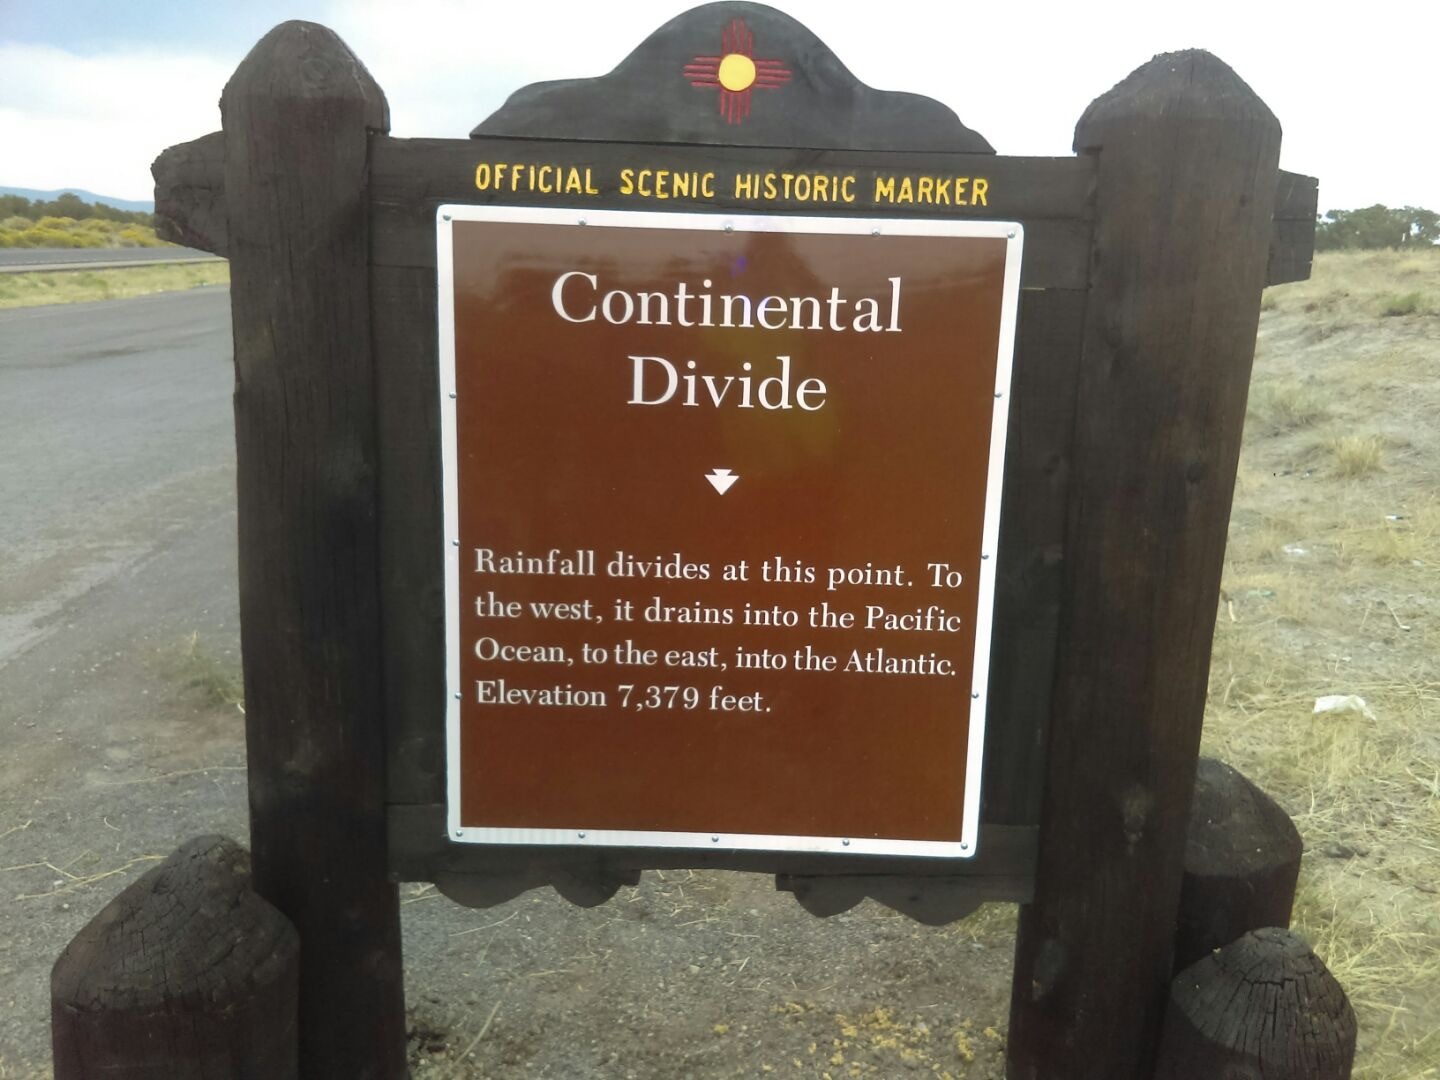 OFFICIAL SCENIC HISTORIC MARKER
Continental
Divide
Rainfall divides at this point. To
the west, it drains into the Pacific
Ocean, to the east, into the Atlantic.
Elevation 7,379 feet.